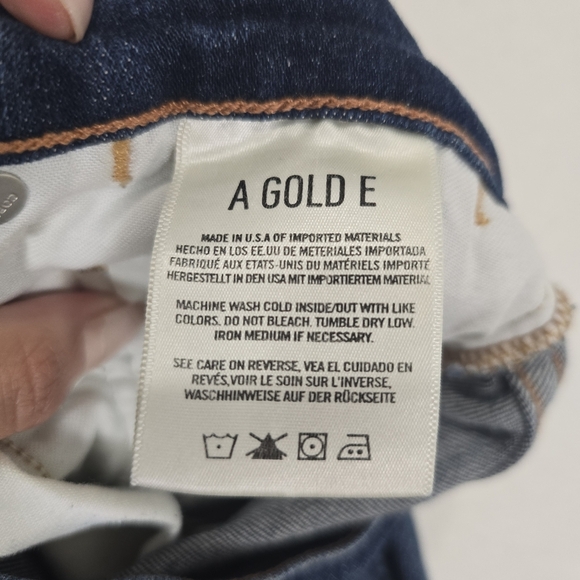 A GOLD E
MADE IN U.S.A OF IMPORTED MATERIALS
HECHO EN LOS EE.UU DE METERIALES IMPORTADA
FABRIQUÉ AUX ETATS-UNIS DU MATÉRIELS IMPORTÉ
HERGESTELLT IN DEN USA MIT IMPORTIERTEM MATERIAL
MACHINE WASH COLD INSIDE/OUT WITH LIKE
COLORS. DO NOT BLEACH. TUMBLE DRY LOW.
IRON MEDIUM IF NECESSARY.
SEE CARE ON REVERSE, VEA EL CUIDADO EN
REVÉS,VOIR LE SOIN SUR L'INVERSE,
WASCHHINWEISE AUF DER RÜCKSEITE